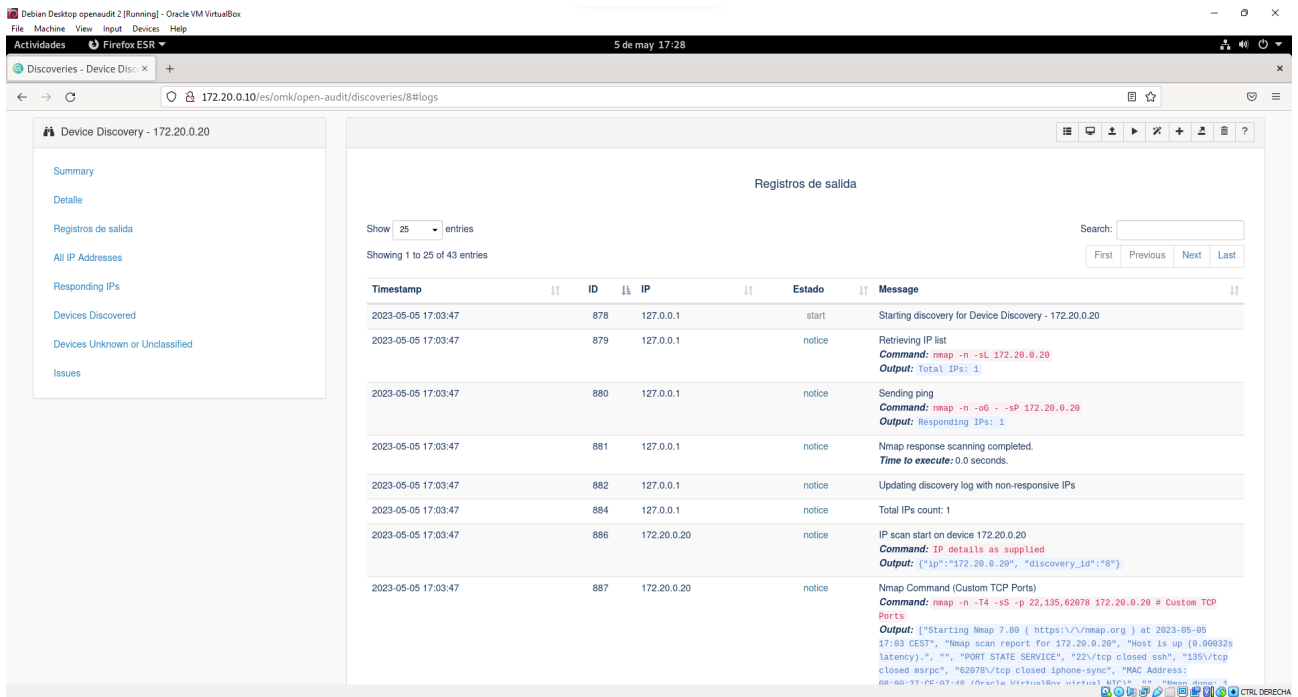 Debian Desktop openaudit 2 [Running] - Oracle VM VirtualBox
File Machine View Input Devices Help
Actividades Firefox ESR 5 de may 17:28
Discoveries - Device Disc
172.20.0.10/es/omk/open-audit/discoveries/8#logs
Device Discovery - 172.20.0.20
Summary
Detalle
Registros de salida
All IP Addresses
Responding IPs
Devices Discovered
Devices Unknown or Unclassified
Issues
Registros de salida
Show 25 entries
Search:
Showing 1 to 25 of 43 entries
First Previous Next Last
Timestamp ID IP Estado Message
2023-05-05 17:03:47 878 127.0.0.1 start Starting discovery for Device Discovery - 172.20.0.20
2023-05-05 17:03:47 879 127.0.0.1 notice Retrieving IP list
Command: nmap -n -sL 172.20.0.20
Output: Total IPs: 1
2023-05-05 17:03:47 880 127.0.0.1 notice Sending ping
Command: nmap -n -oG - -sP 172.20.0.20
Output: Responding IPs: 1
2023-05-05 17:03:47 881 127.0.0.1 notice Nmap response scanning completed.
Time to execute: 0.0 seconds.
2023-05-05 17:03:47 882 127.0.0.1 notice Updating discovery log with non-responsive IPs
2023-05-05 17:03:47 884 127.0.0.1 notice Total IPs count: 1
2023-05-05 17:03:47 886 172.20.0.20 notice IP scan start on device 172.20.0.20
Command: IP details as supplied
Output: {"ip":"172.20.0.20", "discovery_id":"8"}
2023-05-05 17:03:47 887 172.20.0.20 notice Nmap Command (Custom TCP Ports)
Command: nmap -n -T4 -sS -p 22,135,62078 172.20.0.20 # Custom TCP
Ports
Output: ["Starting Nmap 7.80 ( https:\/\/nmap.org ) at 2023-05-05
17:03 CEST", "Nmap scan report for 172.20.0.20", "Host is up (0.00032s
latency).", "", "PORT STATE SERVICE", "22\/tcp closed ssh", "135\/tcp
closed msrpc", "62078\/tcp closed iphone-sync", "MAC Address:
08:00:27:CE:07:48 (Oracle VirtualBox virtual NIC)", "", "Nmap done: 1
CTRL DERECHA